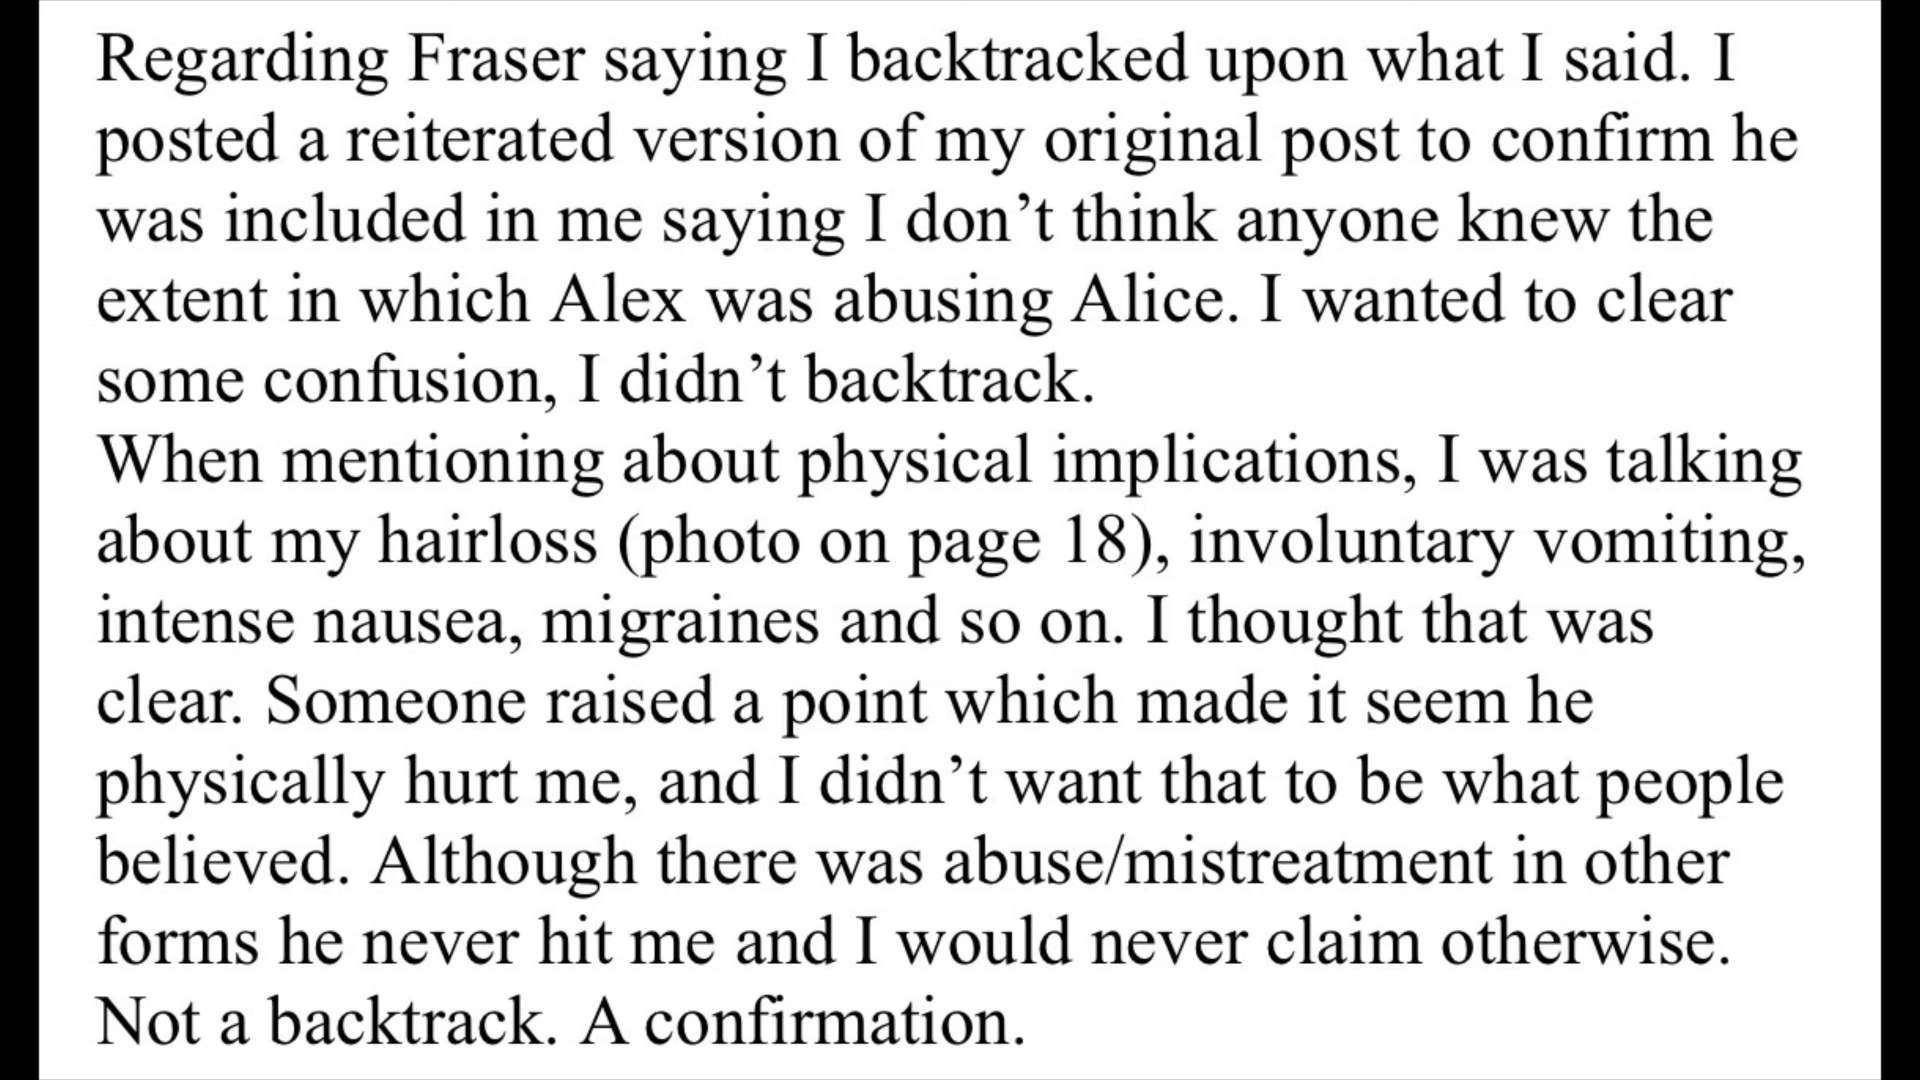 Regarding Fraser saying I backtracked upon what I said. I
posted a reiterated version of my original post to confirm he
was included in me saying I don’t think anyone knew the
extent in which Alex was abusing Alice. I wanted to clear
some confusion, I didn’t backtrack.
When mentioning about physical implications, I was talking
about my hairloss (photo on page 18), involuntary vomiting,
intense nausea, migraines and so on. I thought that was
clear. Someone raised a point which made it seem he
physically hurt me, and I didn’t want that to be what people
believed. Although there was abuse/mistreatment in other
forms he never hit me and I would never claim otherwise.
Not a backtrack. A confirmation.